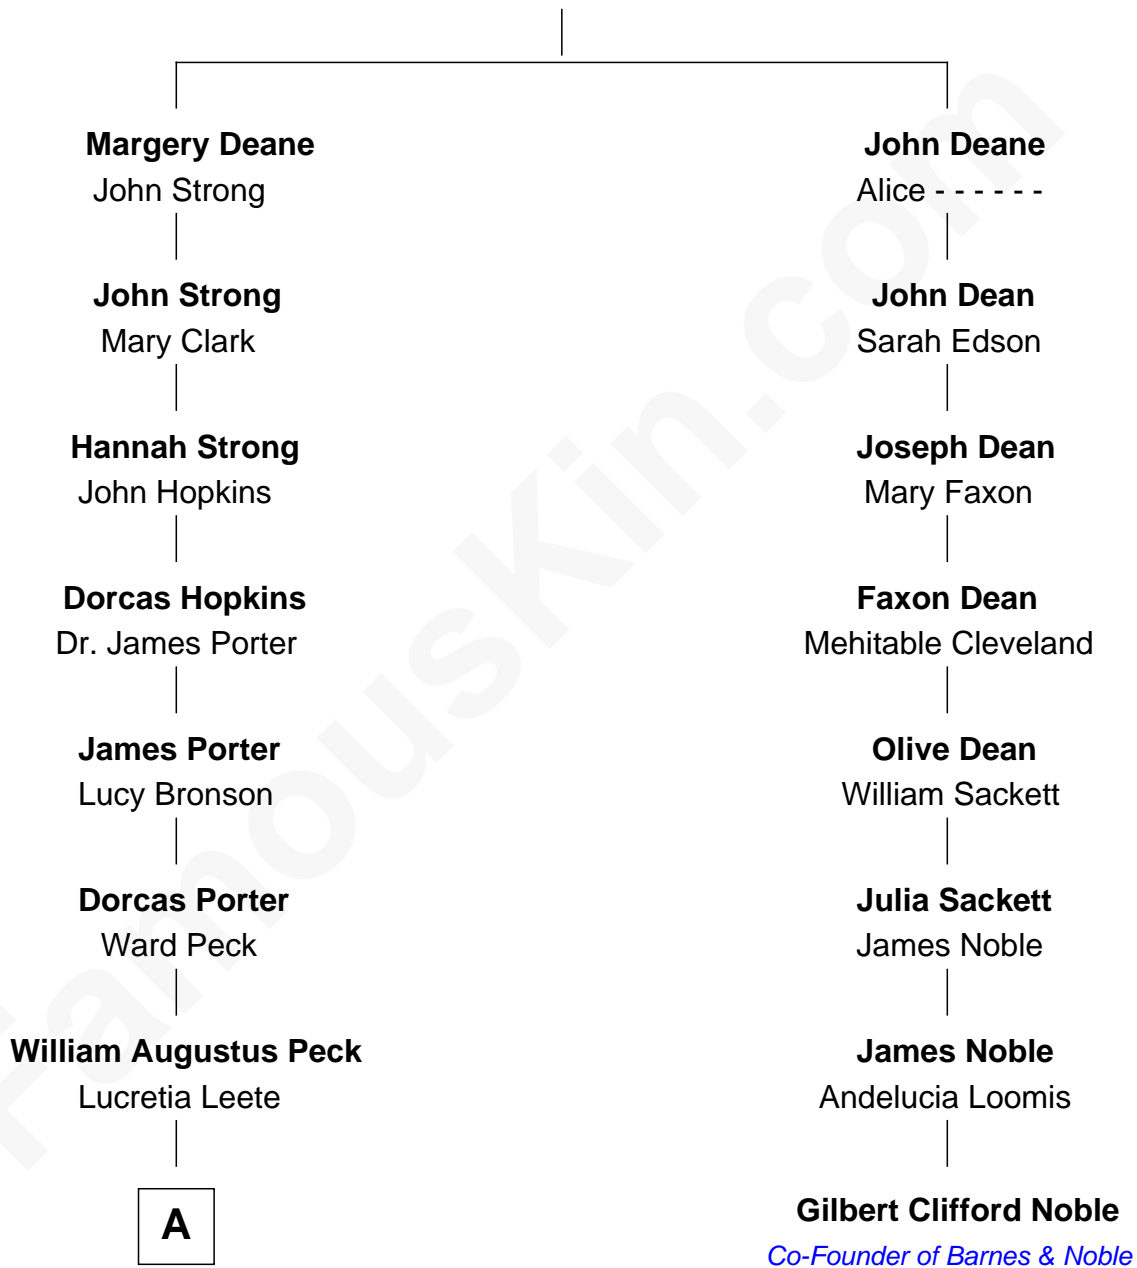 Margery Deane
John Strong
John Deane
Alice - - - - - -
John Strong
Mary Clark
John Dean
Sarah Edson
Hannah Strong
John Hopkins
Joseph Dean
Mary Faxon
Dorcas Hopkins
Dr. James Porter
Faxon Dean
Mehitable Cleveland
James Porter
Lucy Bronson
Olive Dean
William Sackett
Dorcas Porter
Ward Peck
Julia Sackett
James Noble
William Augustus Peck
Lucretia Leete
James Noble
Andelucia Loomis
A
Gilbert Clifford Noble
Co-Founder of Barnes & Noble
FamousKin.com